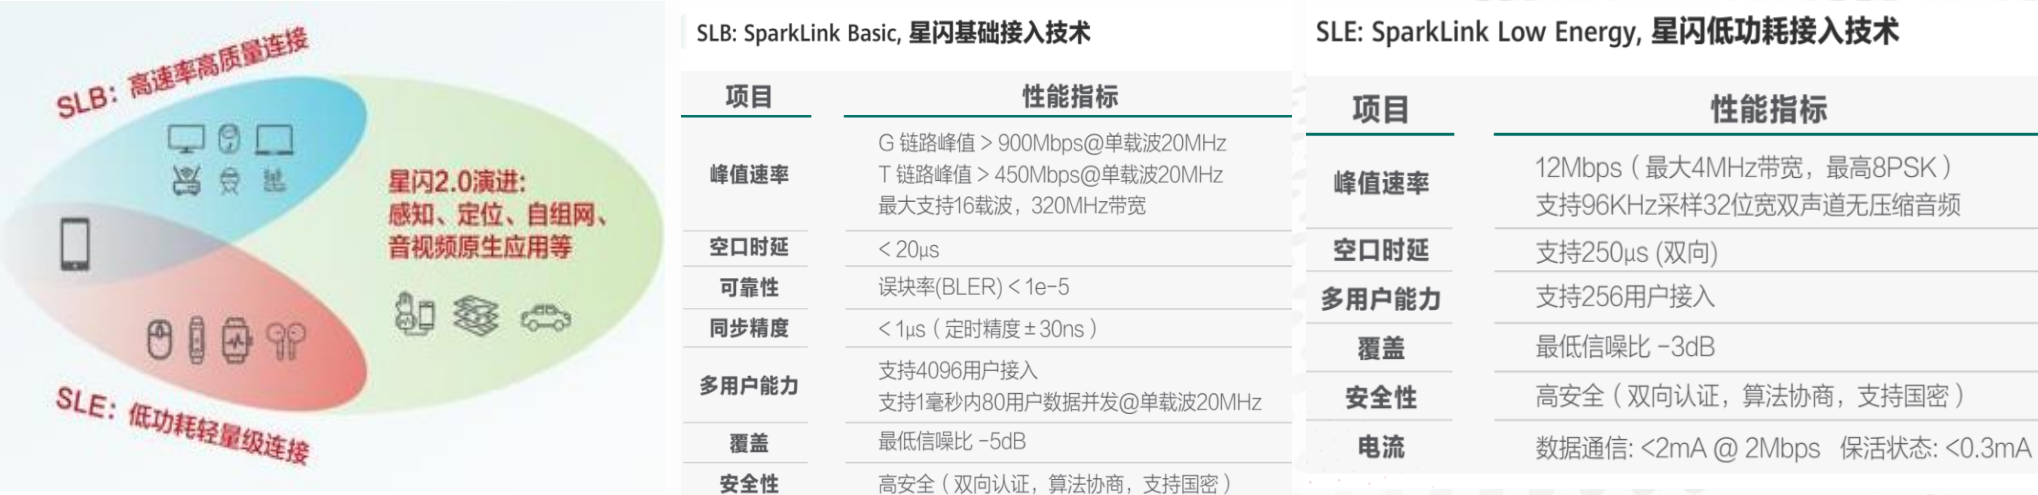 SLB：高速率高质量连接
星闪2.0演进:
感知、定位、自组网、
音视频原生应用等
SLE：低功耗轻量级连接
SLB: SparkLink Basic, 星闪基础接入技术
项目 性能指标
峰值速率
G 链路峰值 > 900Mbps@单载波20MHz
T 链路峰值 > 450Mbps@单载波20MHz
最大支持16载波，320MHz带宽
空口时延 < 20μs
可靠性 误块率(BLER) < 1e-5
同步精度 < 1μs（定时精度 ± 30ns）
多用户能力
支持4096用户接入
支持1毫秒内80用户数据并发@单载波20MHz
覆盖 最低信噪比 -5dB
安全性 高安全（双向认证，算法协商，支持国密）
SLE: SparkLink Low Energy, 星闪低功耗接入技术
项目 性能指标
峰值速率
12Mbps（最大4MHz带宽，最高8PSK）
支持96KHz采样32位宽双声道无压缩音频
空口时延 支持250μs (双向)
多用户能力 支持256用户接入
覆盖 最低信噪比 -3dB
安全性 高安全（双向认证，算法协商，支持国密）
电流 数据通信: <2mA @ 2Mbps 保活状态: <0.3mA